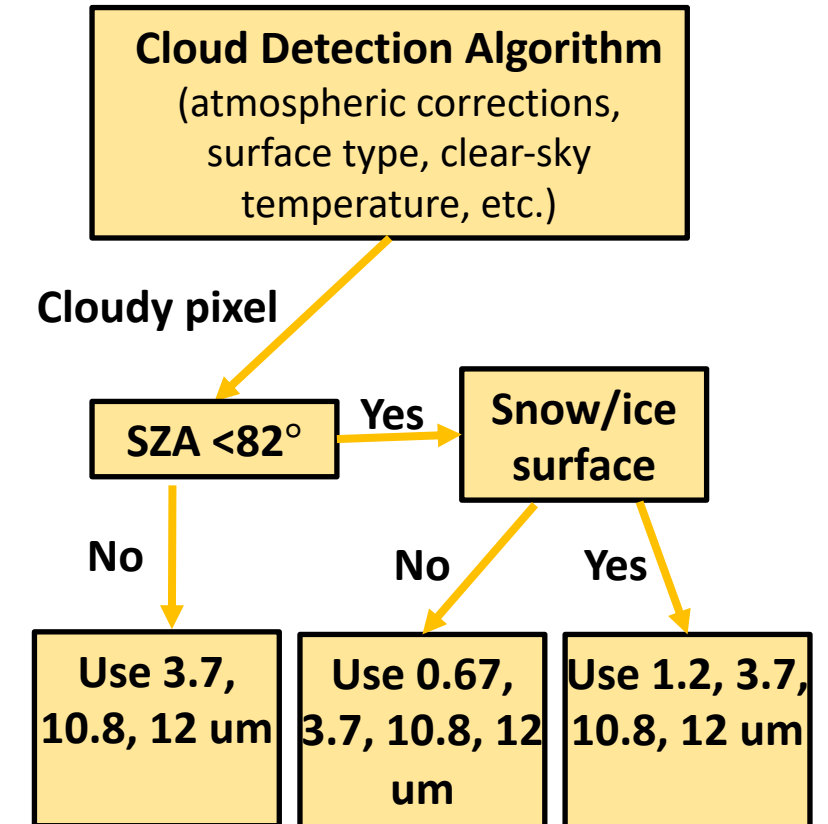 Cloud Detection Algorithm
(atmospheric corrections,
surface type, clear-sky
temperature, etc.)
Cloudy pixel
SZA <82°
Yes
Snow/ice
surface
No
No
Yes
Use 3.7,
10.8, 12 um
Use 0.67,
3.7, 10.8, 12
um
Use 1.2, 3.7,
10.8, 12 um